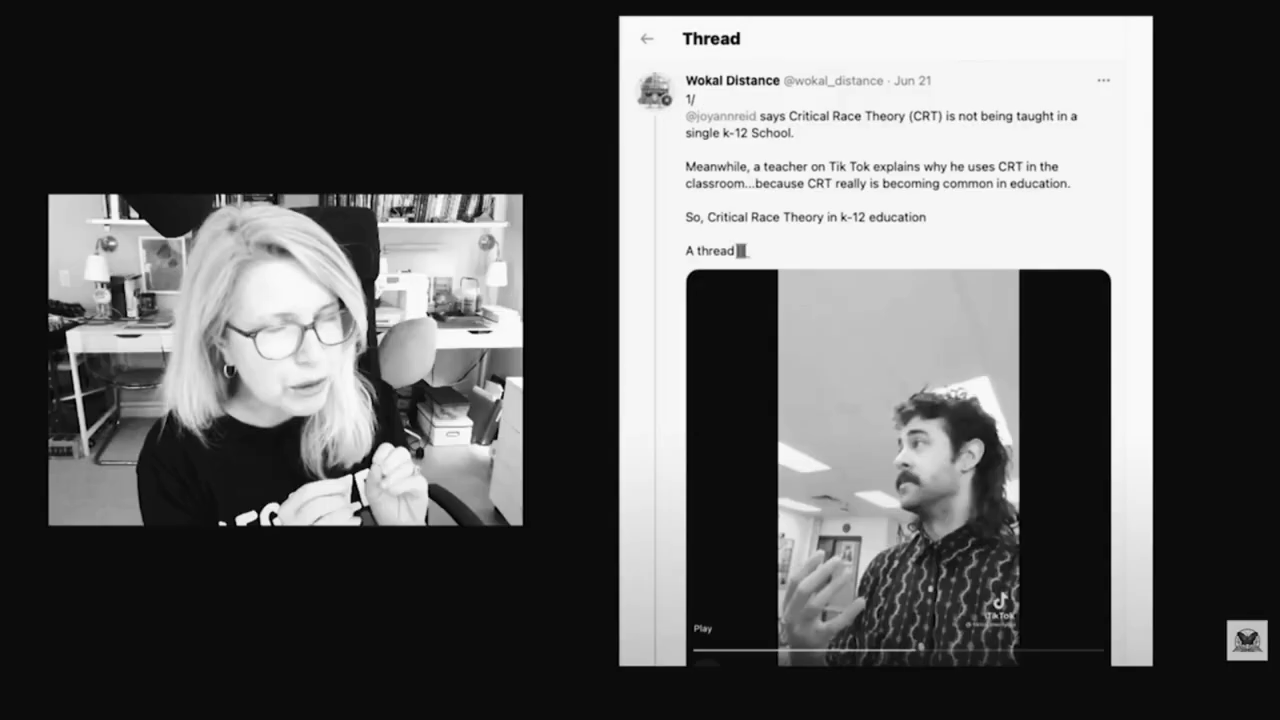 Thread
Wokal Distance @wokal_distance · Jun 21
1/
@joyannreid says Critical Race Theory (CRT) is not being taught in a
single k-12 School.
Meanwhile, a teacher on Tik Tok explains why he uses CRT in the
classroom...because CRT really is becoming common in education.
So, Critical Race Theory in k-12 education
A thread
TikTok
Play